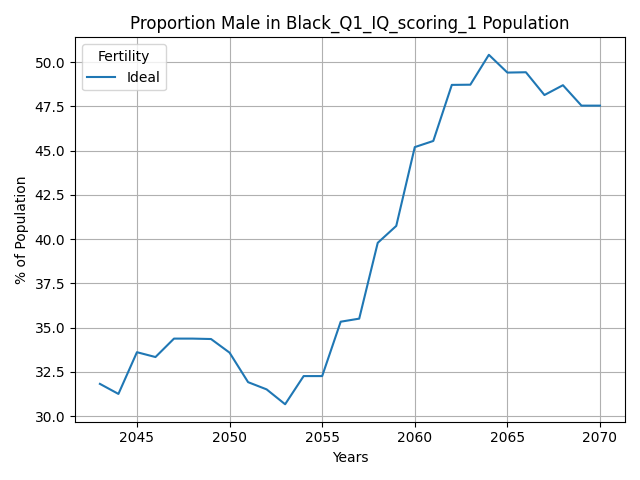 Proportion Male in Black_Q1_IQ_scoring_1 Population
Fertility
Ideal
% of Population
50.0
47.5
45.0
42.5
40.0
37.5
35.0
32.5
30.0
2045 2050 2055 2060 2065 2070
Years